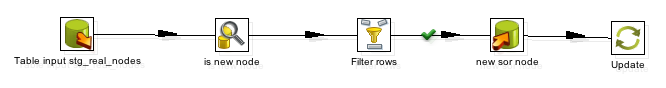 Table input stg_real_nodes
is new node
Filter rows
new sor node
Update